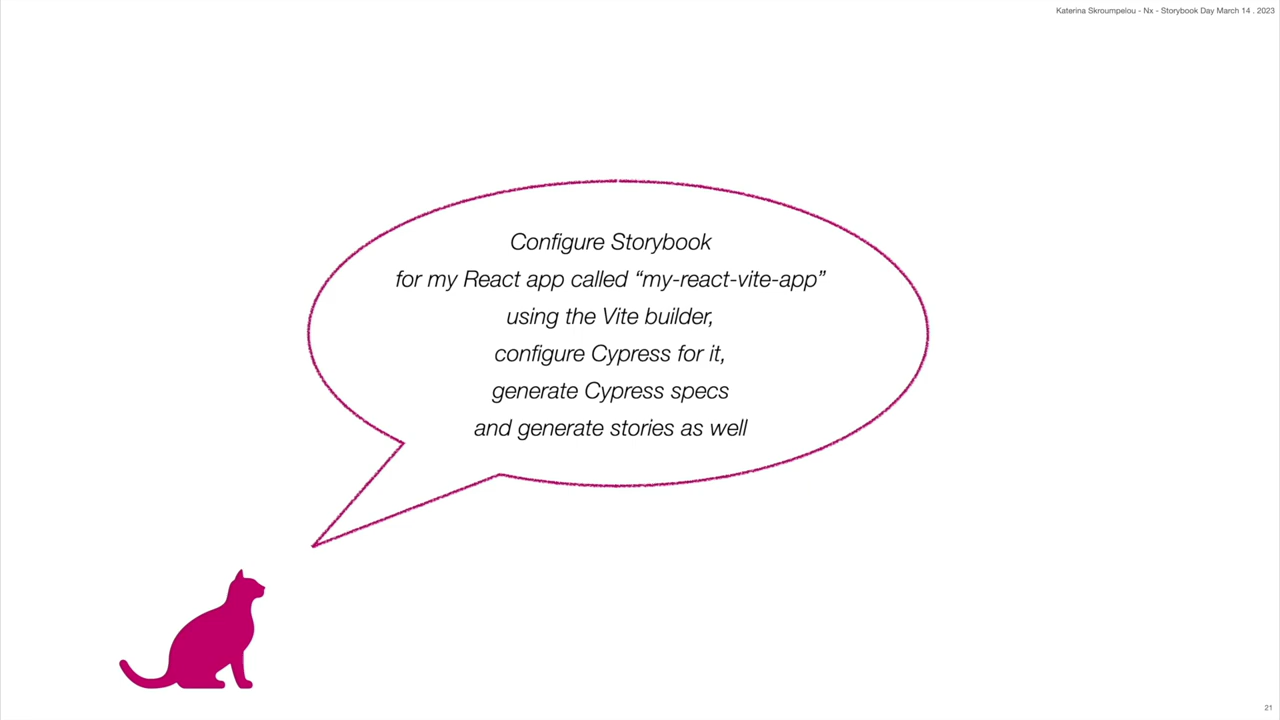 Katerina Skroumpelou - Nx - Storybook Day March 14 . 2023
Configure Storybook
for my React app called “my-react-vite-app”
using the Vite builder,
configure Cypress for it,
generate Cypress specs
and generate stories as well
21